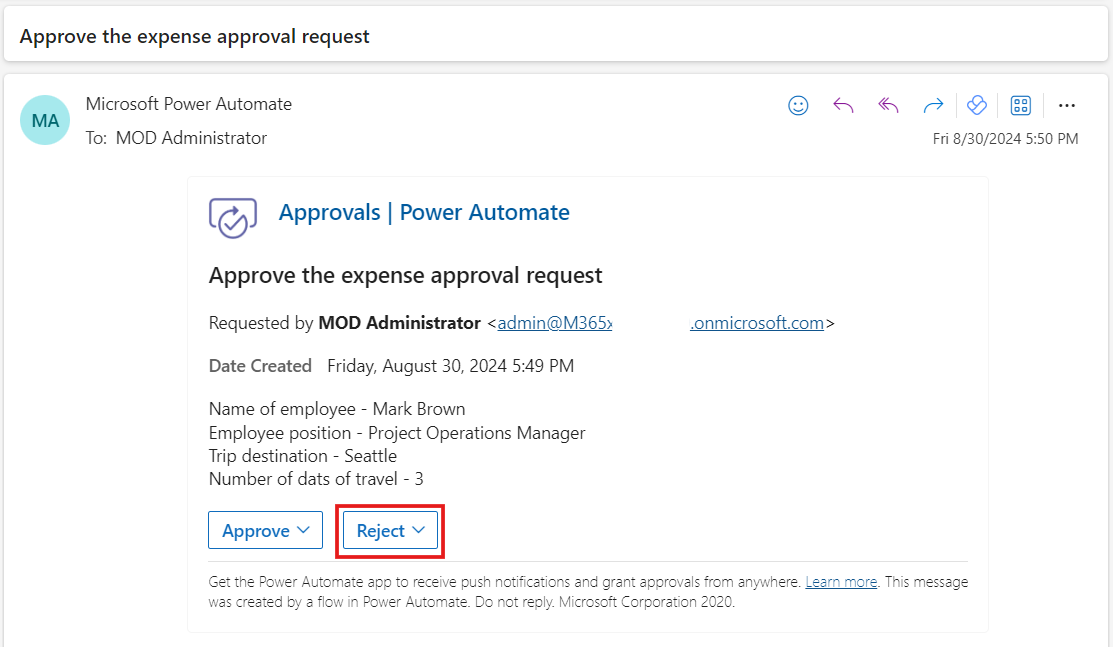 Approve the expense approval request
MA
Microsoft Power Automate
To: MOD Administrator
Fri 8/30/2024 5:50 PM
Approvals | Power Automate
Approve the expense approval request
Requested by MOD Administrator <admin@M365x .onmicrosoft.com>
Date Created Friday, August 30, 2024 5:49 PM
Name of employee - Mark Brown
Employee position - Project Operations Manager
Trip destination - Seattle
Number of dats of travel - 3
Approve Reject
Get the Power Automate app to receive push notifications and grant approvals from anywhere. Learn more. This message
was created by a flow in Power Automate. Do not reply. Microsoft Corporation 2020.